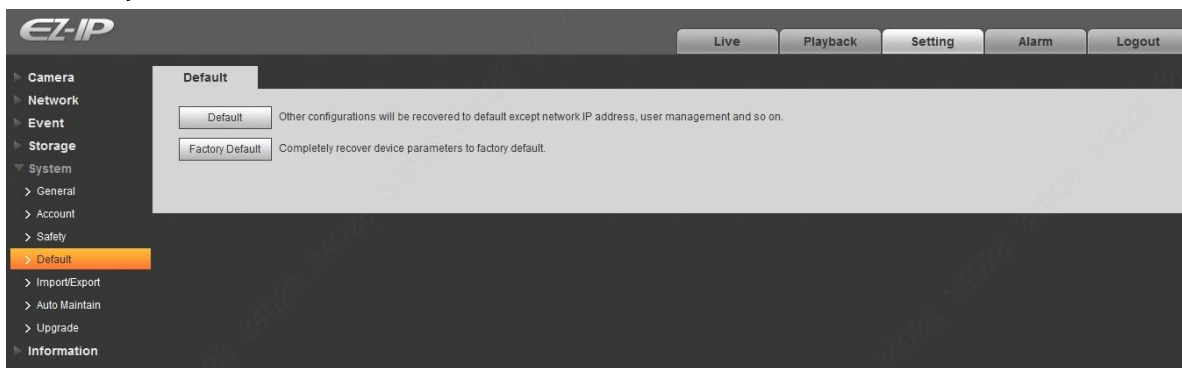 EZ-IP
Live Playback Setting Alarm Logout
Camera
Network
Event
Storage
System
General
Account
Safety
Default
Import/Export
Auto Maintain
Upgrade
Information
Default
Default Other configurations will be recovered to default except network IP address, user management and so on.
Factory Default Completely recover device parameters to factory default.